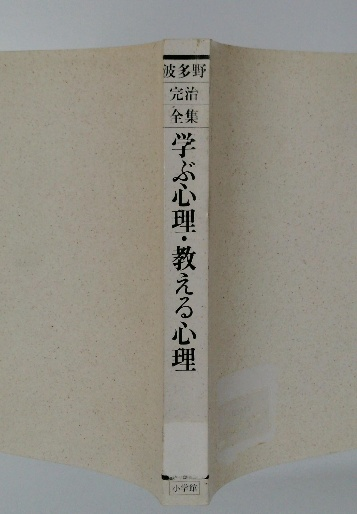 波多野
完治
全集
学ぶ心理・教える心理
小学館